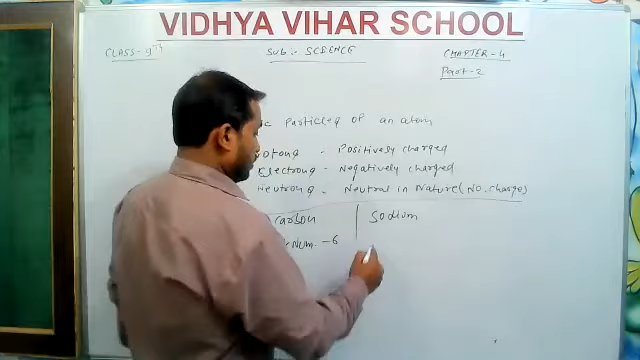 VIDHYA VIHAR SCHOOL
CLASS-9TH
SUB:- SCIENCE
CHAPTER-4
Part-2
Particles of an atom
Positively charged
Electrons - Negatively charged
Neutral in Nature (No. charges)
Carbon
Sodium
Num. - 6